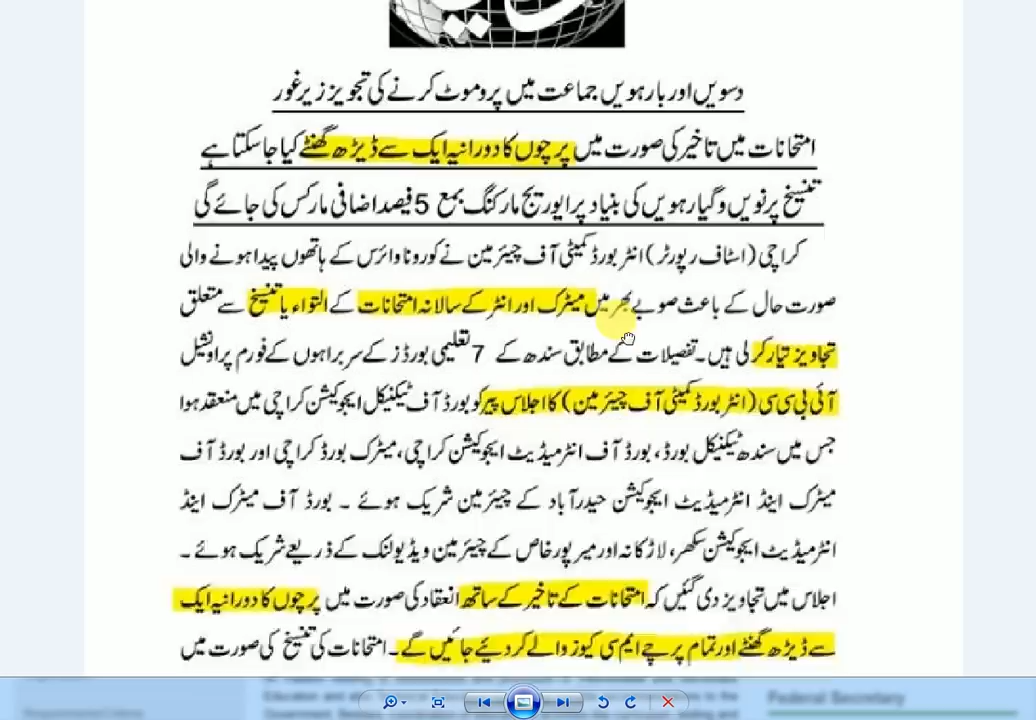 دسویں اور بارہویں جماعت میں پروموٹ کرنے کی تجویز زیر غور
امتحانات میں تاخیر کی صورت میں پرچوں کا دورانیہ ایک سے ڈیڑھ گھنٹے کیا جاسکتا ہے
تنسیخ پر نویں و گیارہویں کی بنیاد پر ایوریج مارکنگ بمع 5 فیصد اضافی مارکس کی جائے گی
کراچی (اسٹاف رپورٹر) انٹر بورڈ کمیٹی آف چیئرمین نے کورونا وائرس کے ہاتھوں پیدا ہونے والی
صورت حال کے باعث صوبے بھر میں میٹرک اور انٹر کے سالانہ امتحانات کے التواء یا تنسیخ سے متعلق
تجاویز تیار کر لی ہیں۔ تفصیلات کے مطابق سندھ کے 7 تعلیمی بورڈز کے سربراہوں کے فورم پراونشیل
آئی بی سی سی (انٹر بورڈ کمیٹی آف چیئرمین) کا اجلاس پیر کو بورڈ آف ٹیکنیکل ایجوکیشن کراچی میں منعقد ہوا
جس میں سندھ ٹیکنیکل بورڈ، بورڈ آف انٹرمیڈیٹ ایجوکیشن کراچی، میٹرک بورڈ کراچی اور بورڈ آف
میٹرک اینڈ انٹرمیڈیٹ ایجوکیشن حیدرآباد کے چیئرمین شریک ہوئے ۔ بورڈ آف میٹرک اینڈ
انٹرمیڈیٹ ایجوکیشن سکھر، لاڑکانہ اور میرپورخاص کے چیئرمین ویڈیو لنک کے ذریعے شریک ہوئے ۔
اجلاس میں تجاویز دی گئیں کہ امتحانات کے تاخیر کے ساتھ انعقاد کی صورت میں پرچوں کا دورانیہ ایک
سے ڈیڑھ گھنٹے اور تمام پرچے ایم سی کیوز والے کردیئے جائیں گے۔ امتحانات کی تنسیخ کی صورت میں
Federal Secretary